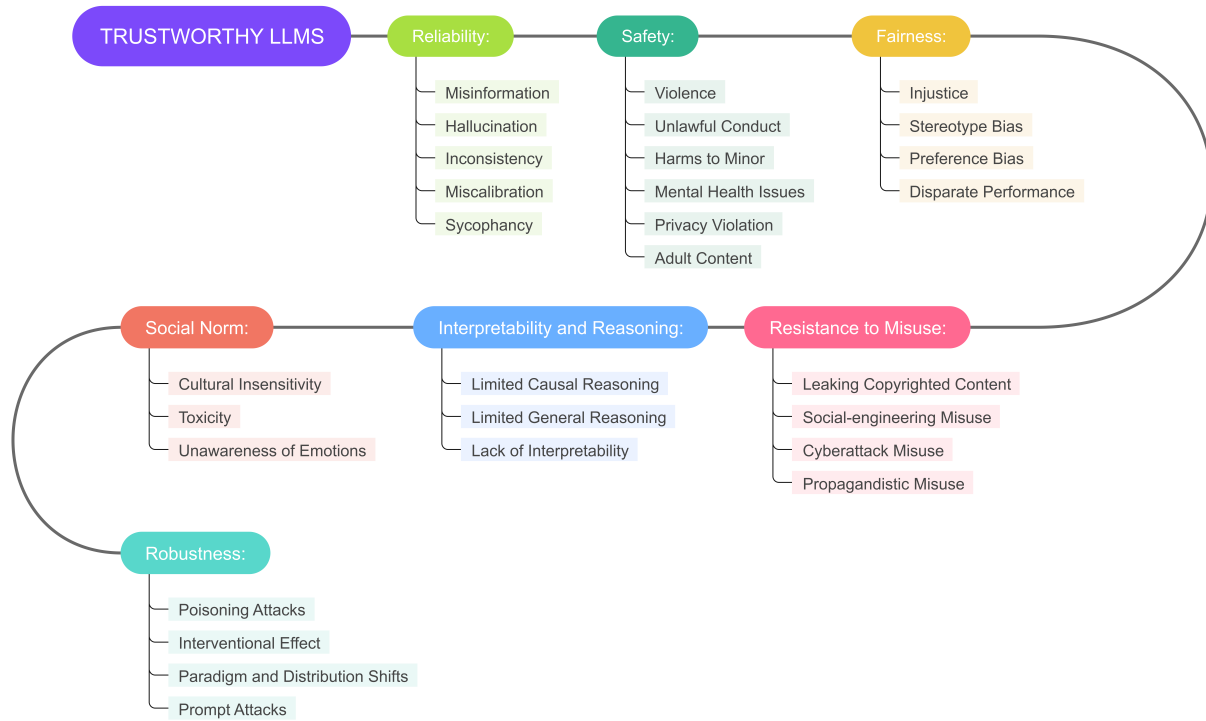 TRUSTWORTHY LLMS
Reliability:
Misinformation
Hallucination
Inconsistency
Miscalibration
Sycophancy
Safety:
Violence
Unlawful Conduct
Harms to Minor
Mental Health Issues
Privacy Violation
Adult Content
Fairness:
Injustice
Stereotype Bias
Preference Bias
Disparate Performance
Resistance to Misuse:
Leaking Copyrighted Content
Social-engineering Misuse
Cyberattack Misuse
Propagandistic Misuse
Interpretability and Reasoning:
Limited Causal Reasoning
Limited General Reasoning
Lack of Interpretability
Social Norm:
Cultural Insensitivity
Toxicity
Unawareness of Emotions
Robustness:
Poisoning Attacks
Interventional Effect
Paradigm and Distribution Shifts
Prompt Attacks